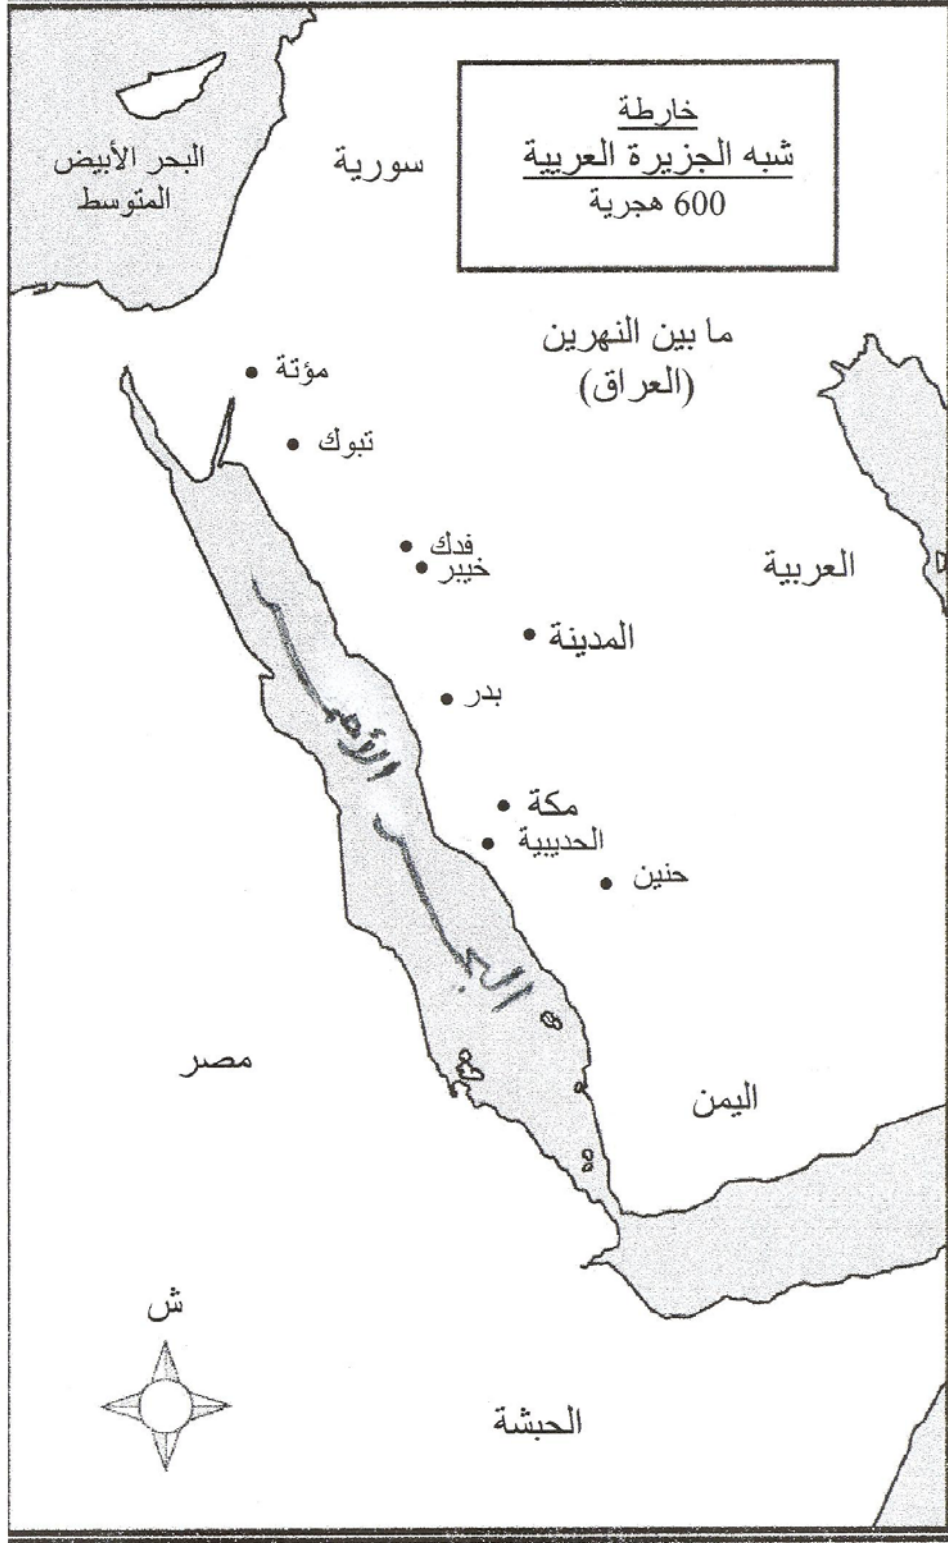 خارطة
شبه الجزيرة العربية
600 هجرية
البحر الأبيض
المتوسط
سورية
ما بين النهرين
(العراق)
مؤتة
تبوك
فدك
خيبر
العربية
المدينة
بدر
مكة
الحديبية
حنين
البحر الأحمر
مصر
اليمن
ش
الحبشة